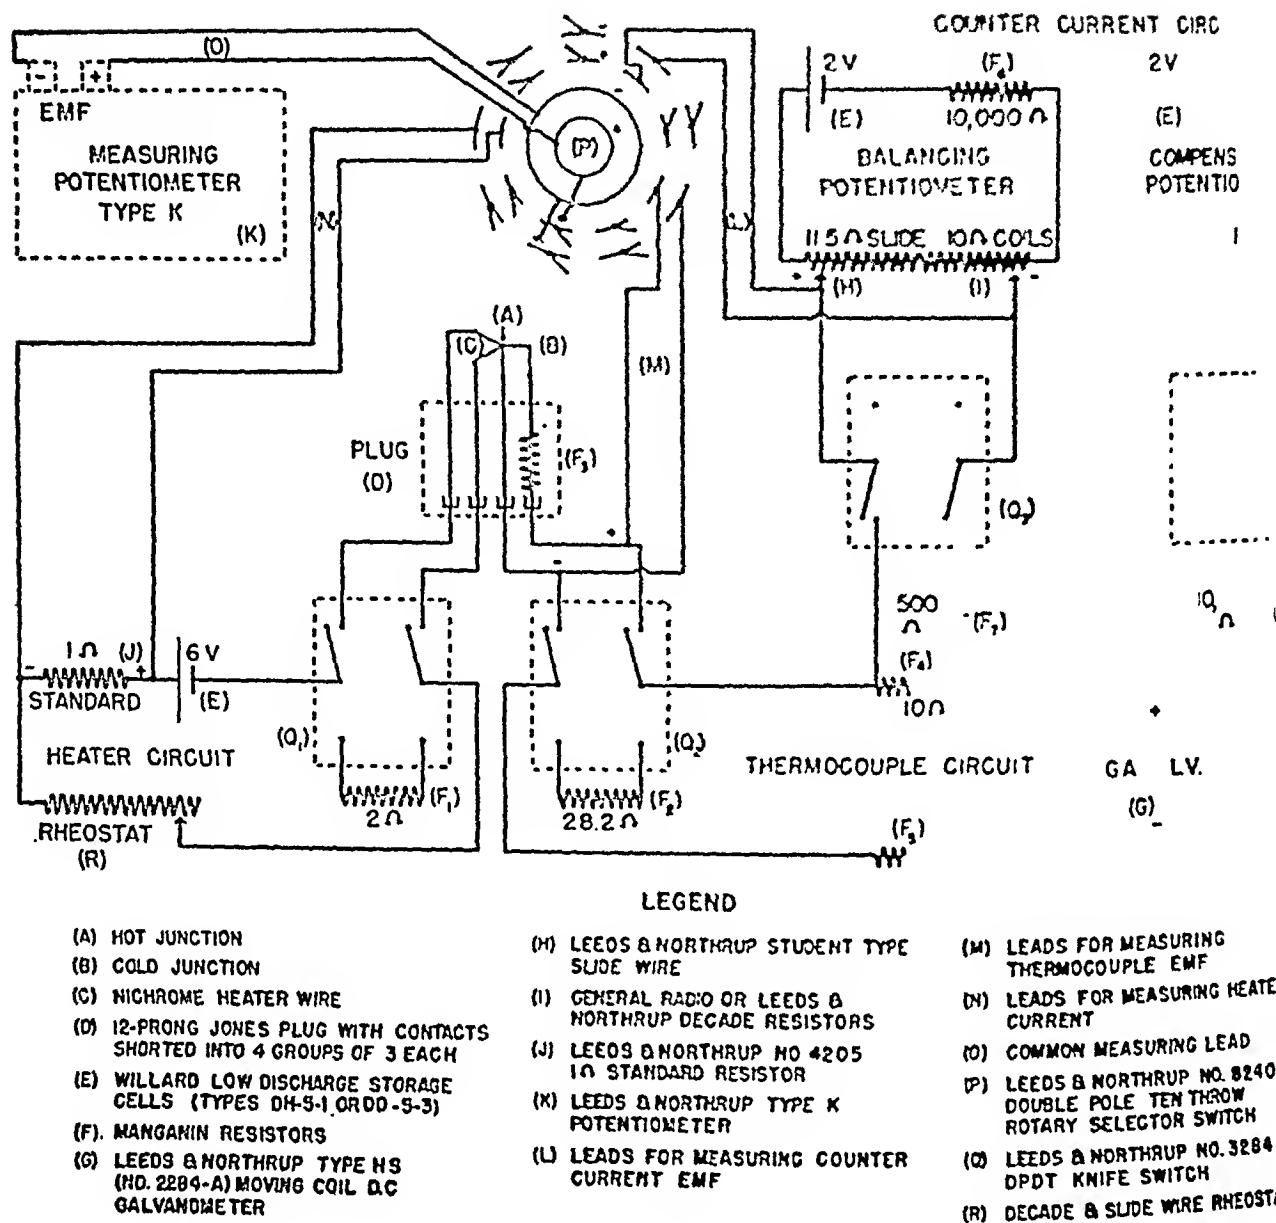 COUNTER CURRENT CIRC
(O)
- +
EMF
MEASURING
POTENTIOMETER
TYPE K
(K)
(P)
(N)
2V
(E)
10,000 Ω
BALANCING
POTENTIOMETER
11.5 Ω SLIDE 10 Ω COILS
+ (H) (I) -
2V
(E)
COMPENS
POTENTIO
(A)
(C) (B)
(M)
PLUG
(D)
(F₃)
+
-
500
Ω
(F₇)
(F₄)
10 Ω
10,
Ω
- 1 Ω (J) +
STANDARD
6 V
(E)
(Q₁)
HEATER CIRCUIT
2 Ω (F₁)
28.2 Ω (F₂)
THERMOCOUPLE CIRCUIT
GA LV.
+
(G)
-
RHEOSTAT
(R)
LEGEND
(A) HOT JUNCTION
(B) COLD JUNCTION
(C) NICHROME HEATER WIRE
(D) 12-PRONG JONES PLUG WITH CONTACTS
SHORTED INTO 4 GROUPS OF 3 EACH
(E) WILLARD LOW DISCHARGE STORAGE
CELLS (TYPES DH-5-1 OR DD-5-3)
(F). MANGANIN RESISTORS
(G) LEEDS & NORTHRUP TYPE HS
(NO. 2284-A) MOVING COIL D.C
GALVANOMETER
(H) LEEDS & NORTHRUP STUDENT TYPE
SLIDE WIRE
(I) GENERAL RADIO OR LEEDS &
NORTHRUP DECADE RESISTORS
(J) LEEDS & NORTHRUP NO 4205
1Ω STANDARD RESISTOR
(K) LEEDS & NORTHRUP TYPE K
POTENTIOMETER
(L) LEADS FOR MEASURING COUNTER
CURRENT EMF
(M) LEADS FOR MEASURING
THERMOCOUPLE EMF
(N) LEADS FOR MEASURING HEATE
CURRENT
(O) COMMON MEASURING LEAD
(P) LEEDS & NORTHRUP NO. 8240
DOUBLE POLE TEN THROW
ROTARY SELECTOR SWITCH
(Q) LEEDS & NORTHRUP NO. 3284
DPDT KNIFE SWITCH
(R) DECADE & SLIDE WIRE RHEOSTA